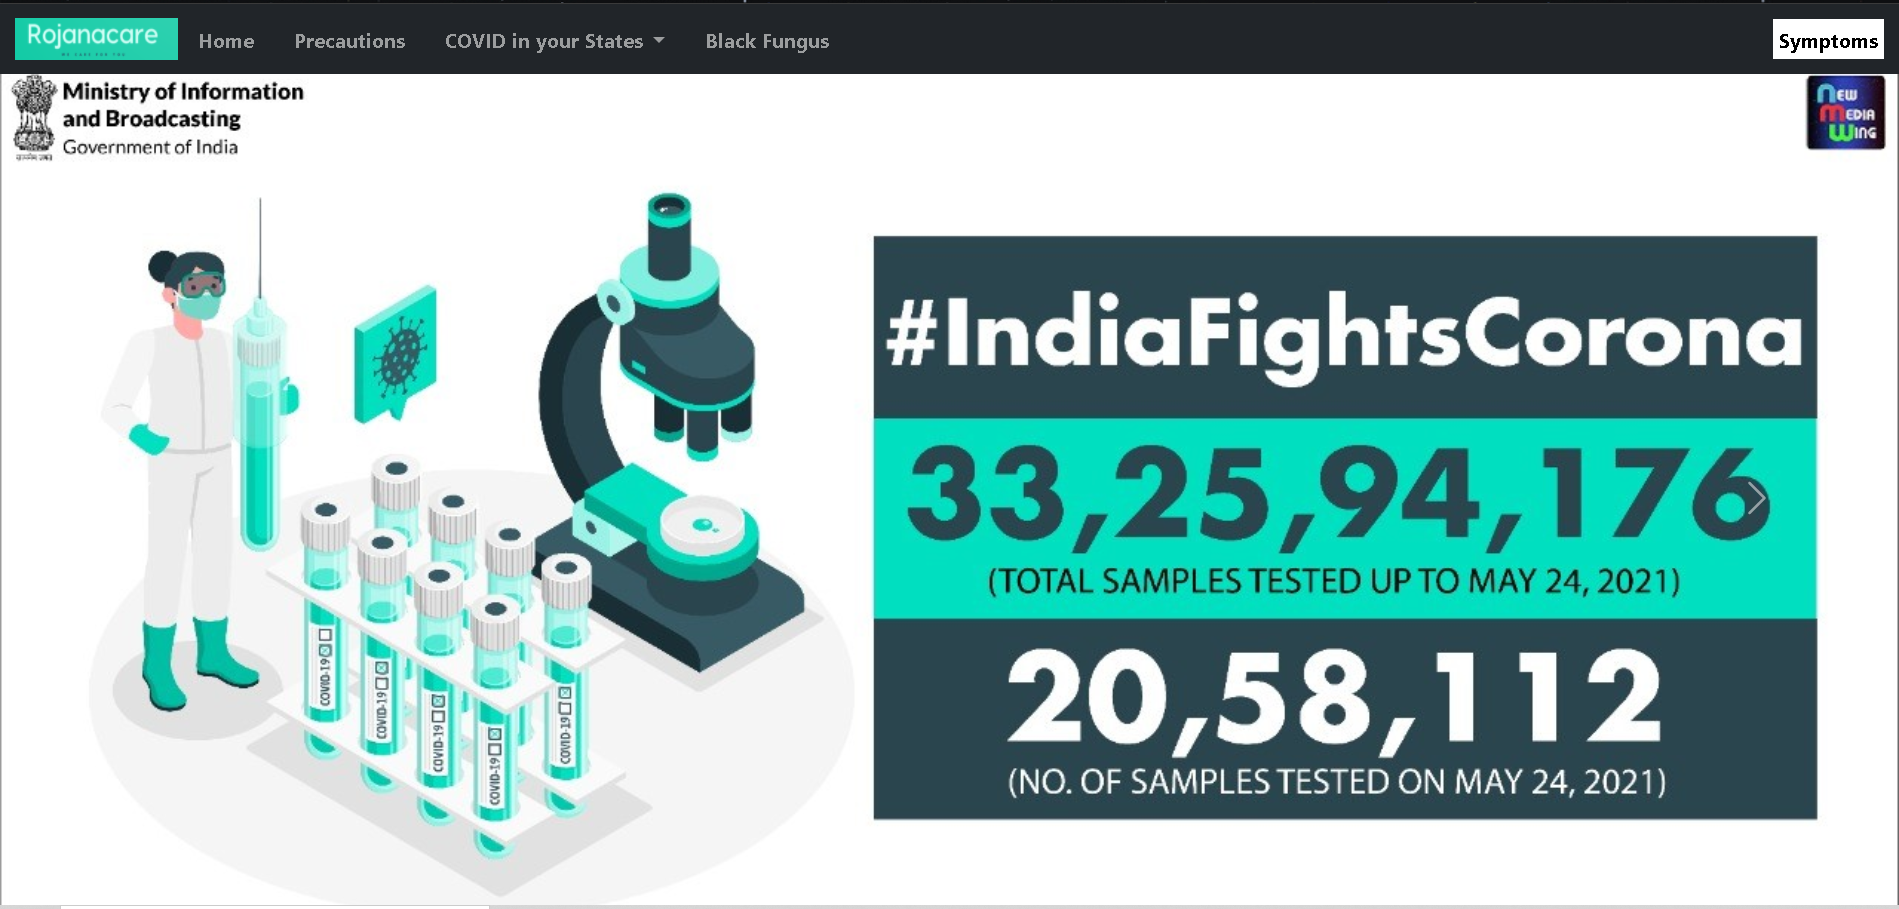 Rojanacare
Home
Precautions
COVID in your States
Black Fungus
Symptoms
Ministry of Information
and Broadcasting
Government of India
NEW
MEDIA
WING
#IndiaFightsCorona
33,25,94,176
(TOTAL SAMPLES TESTED UP TO MAY 24, 2021)
20,58,112
(NO. OF SAMPLES TESTED ON MAY 24, 2021)
COVID-19
COVID-19
COVID-19
COVID-19
COVID-19